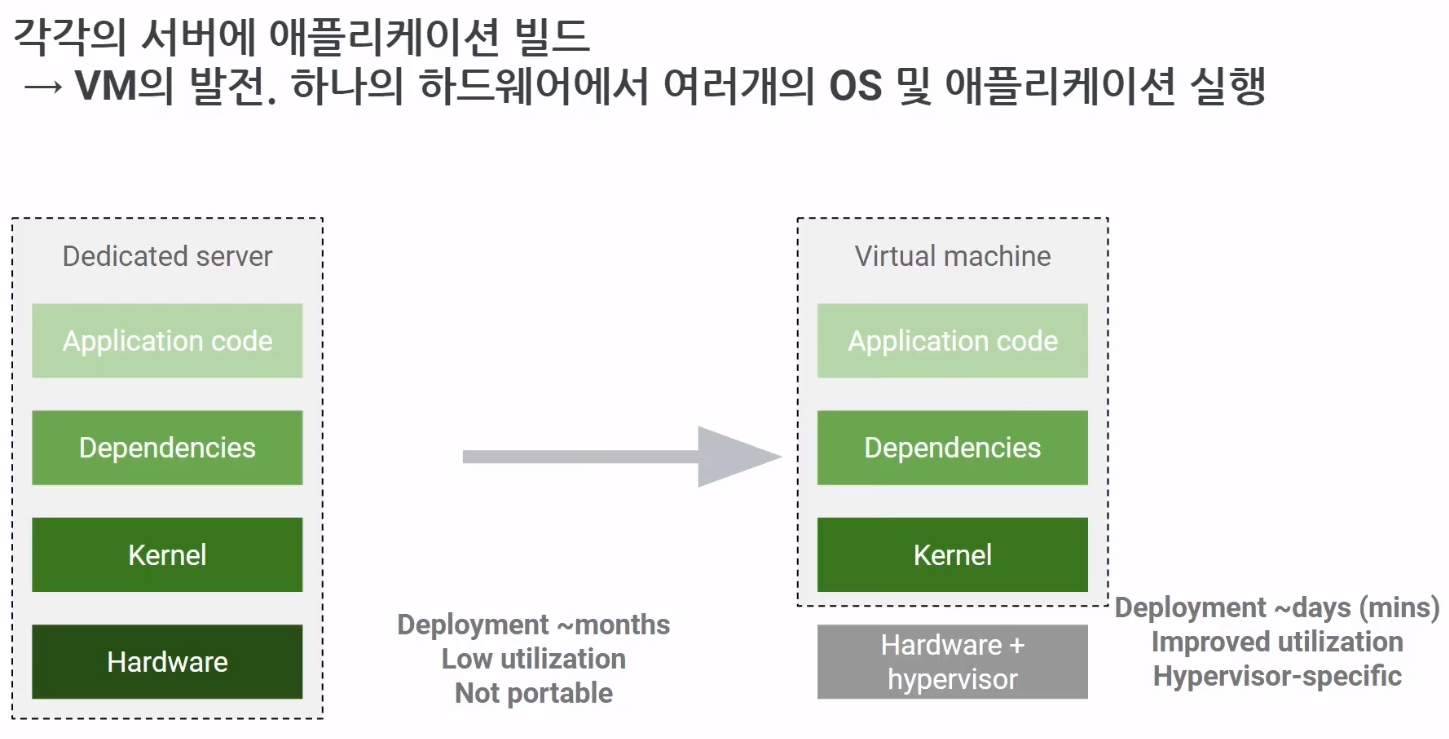 각각의 서버에 애플리케이션 빌드
→ VM의 발전. 하나의 하드웨어에서 여러개의 OS 및 애플리케이션 실행
Dedicated server
Application code
Dependencies
Kernel
Hardware
Deployment ~months
Low utilization
Not portable
Virtual machine
Application code
Dependencies
Kernel
Hardware +
hypervisor
Deployment ~days (mins)
Improved utilization
Hypervisor-specific